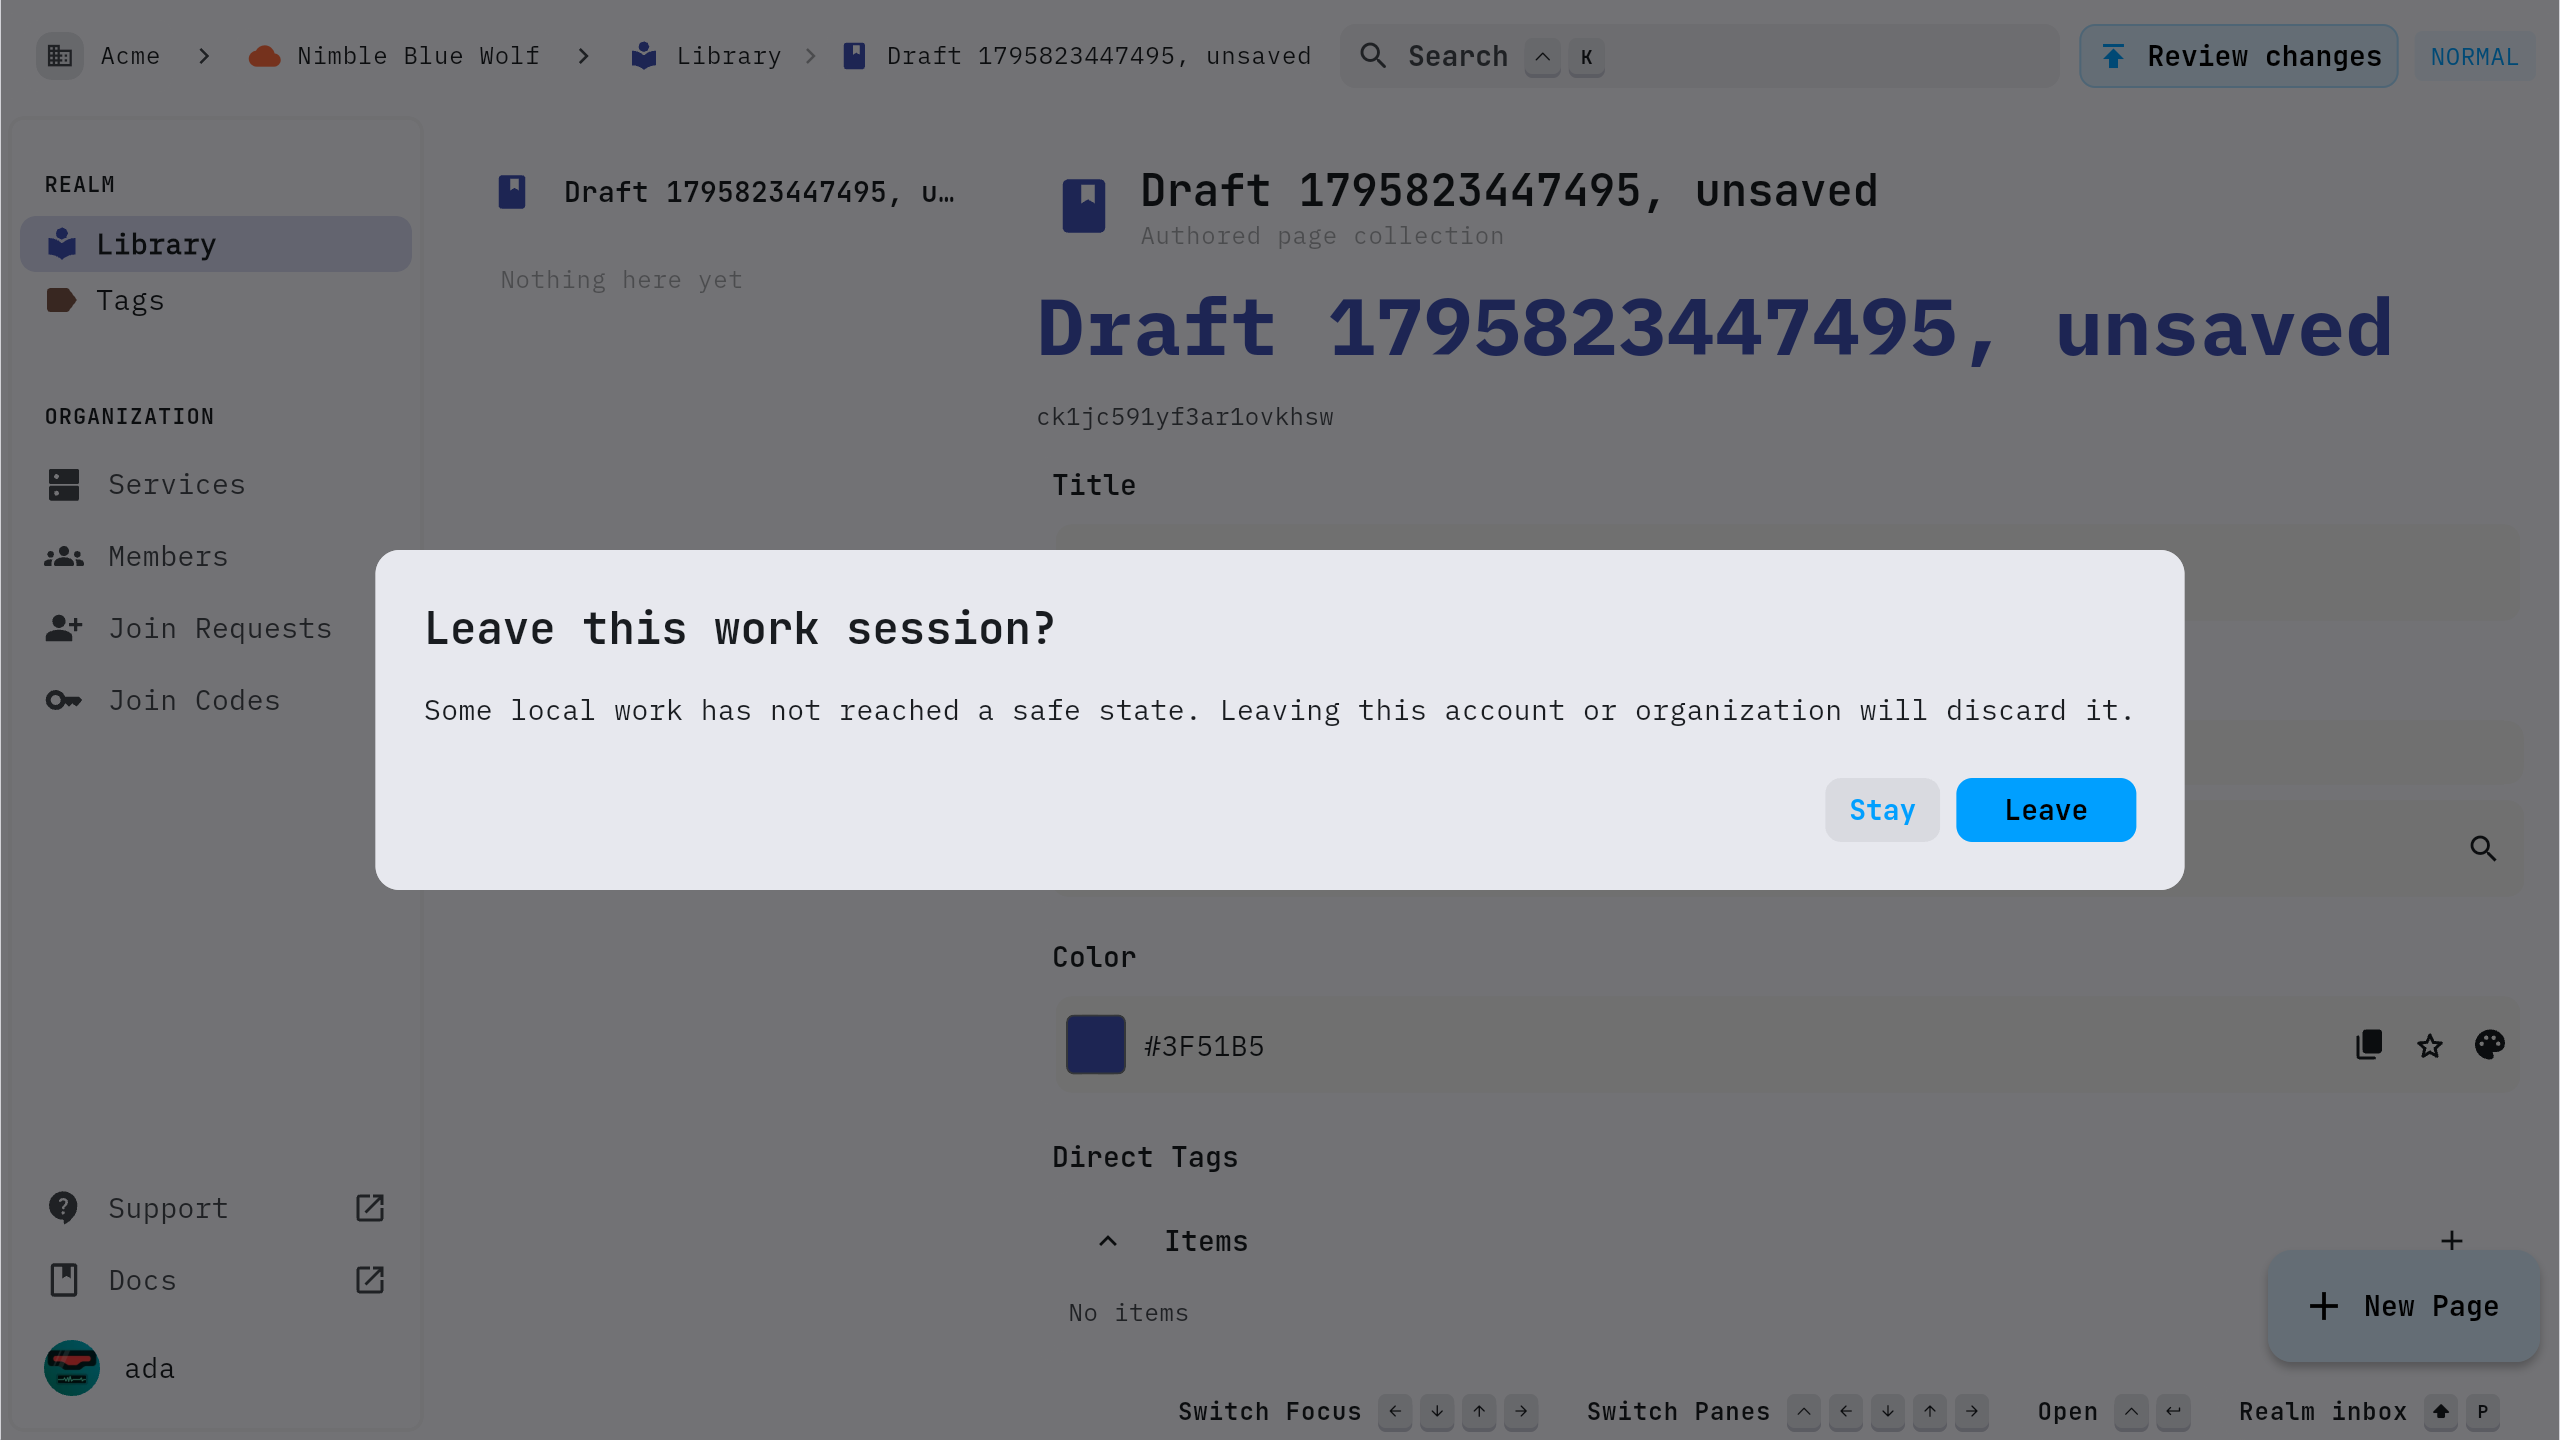 Acme
Nimble Blue Wolf
Library
Draft 1795823447495, unsaved
Search
K
Review changes
NORMAL
REALM
Library
Tags
ORGANIZATION
Services
Members
Join Requests
Join Codes
Support
Docs
ada
Draft 1795823447495, u…
Nothing here yet
Draft 1795823447495, unsaved
Authored page collection
Draft 1795823447495, unsaved
ck1jc591yf3ar1ovkhsw
Title
Leave this work session?
Some local work has not reached a safe state. Leaving this account or organization will discard it.
Stay
Leave
Color
#3F51B5
Direct Tags
Items
No items
New Page
Switch Focus
Switch Panes
Open
Realm inbox
P